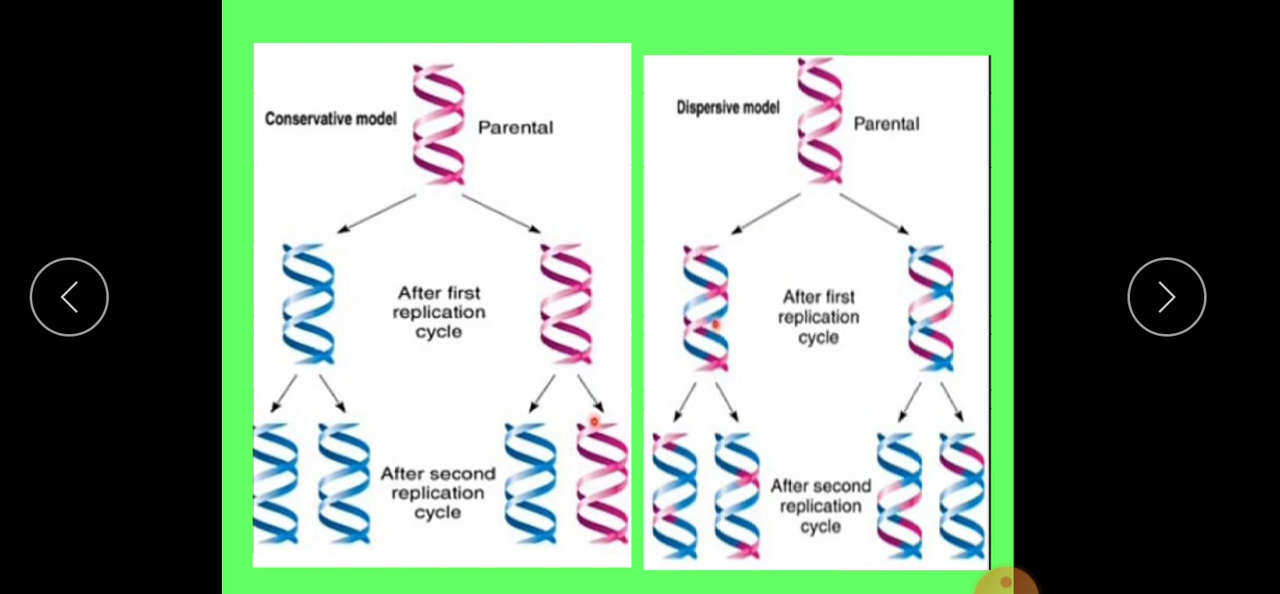 Conservative model
Parental
After first
replication
cycle
After second
replication
cycle
Dispersive model
Parental
After first
replication
cycle
After second
replication
cycle